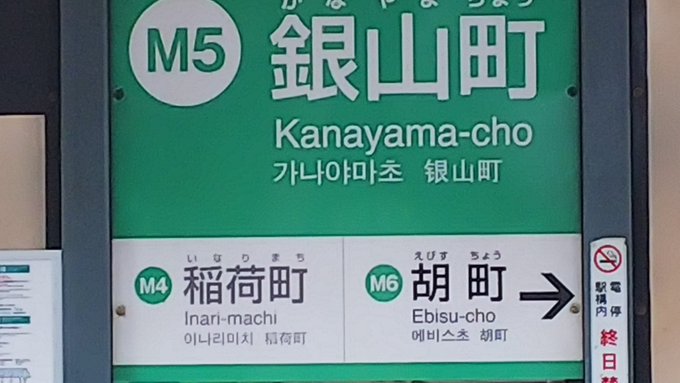 かなやまちょう
M5 銀山町
Kanayama-cho
가나야마초 银山町
いなりまち
M4 稲荷町
Inari-machi
이나리미치 稲荷町
えびす ちょう
M6 胡 町
Ebisu-cho
에비스초 胡町
電停
駅構内
終日